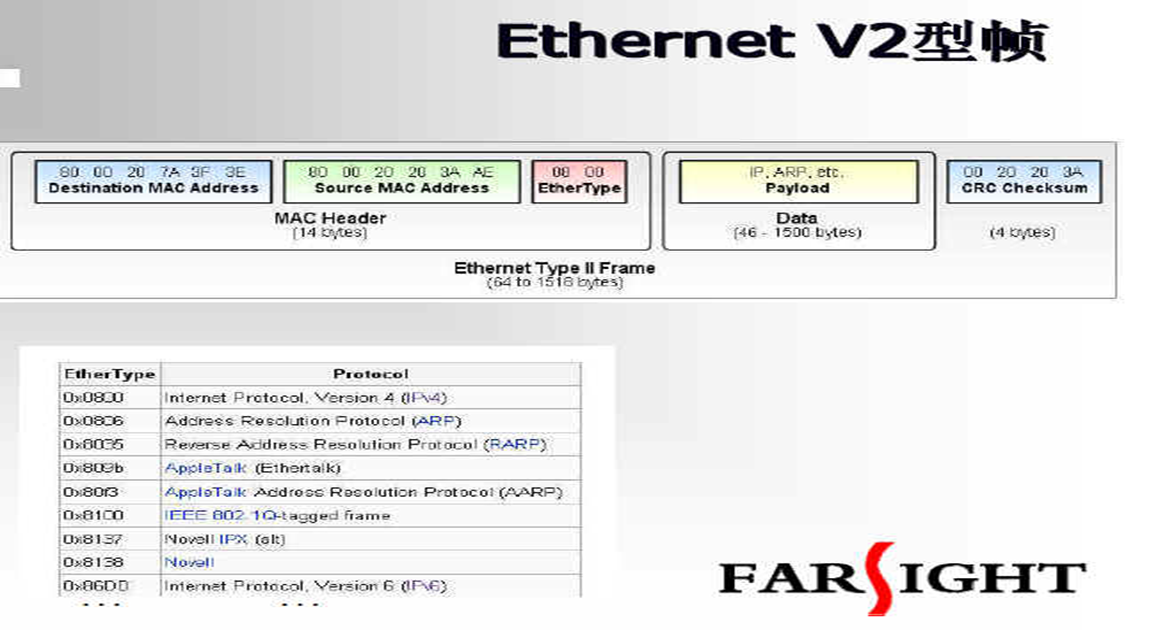 Ethernet V2型帧
80 00 20 7A 3F 3E
Destination MAC Address
80 00 20 20 3A AE
Source MAC Address
08 00
EtherType
IP, ARP, etc.
Payload
00 20 20 3A
CRC Checksum
MAC Header
(14 bytes)
Data
(46 - 1500 bytes)
(4 bytes)
Ethernet Type II Frame
(64 to 1518 bytes)
EtherType Protocol
0x0800 Internet Protocol, Version 4 (IPv4)
0x0806 Address Resolution Protocol (ARP)
0x8035 Reverse Address Resolution Protocol (RARP)
0x809b AppleTalk (Ethertalk)
0x80f3 AppleTalk Address Resolution Protocol (AARP)
0x8100 IEEE 802.1Q-tagged frame
0x8137 Novell IPX (alt)
0x8138 Novell
0x86DD Internet Protocol, Version 6 (IPv6)
... ...
FARSIGHT